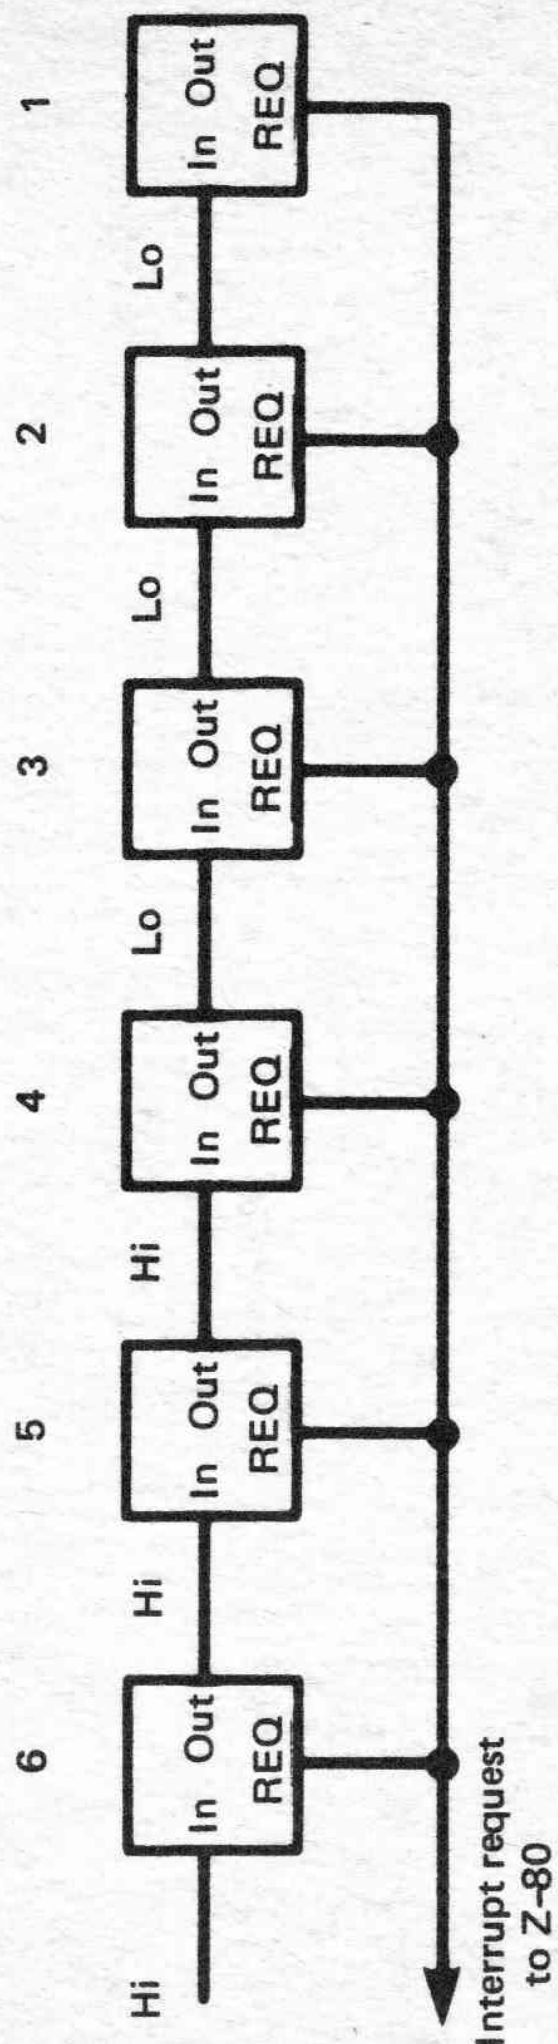 6 5 4 3 2 1
Hi Hi Hi Lo Lo Lo
In Out In Out In Out In Out In Out In Out
REQ REQ REQ REQ REQ REQ
Interrupt request
to Z-80